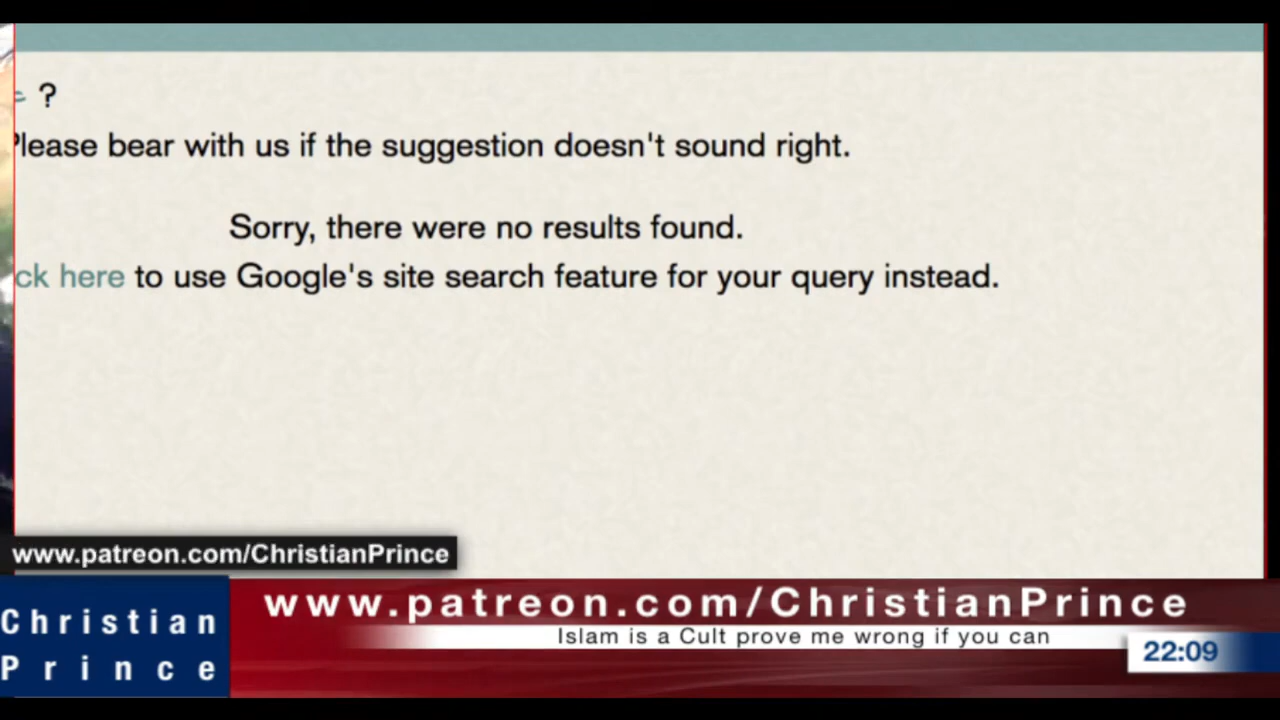 ?
Please bear with us if the suggestion doesn't sound right.
Sorry, there were no results found.
ck here to use Google's site search feature for your query instead.
www.patreon.com/ChristianPrince
Christian
Prince
www.patreon.com/ChristianPrince
Islam is a Cult prove me wrong if you can
22:09